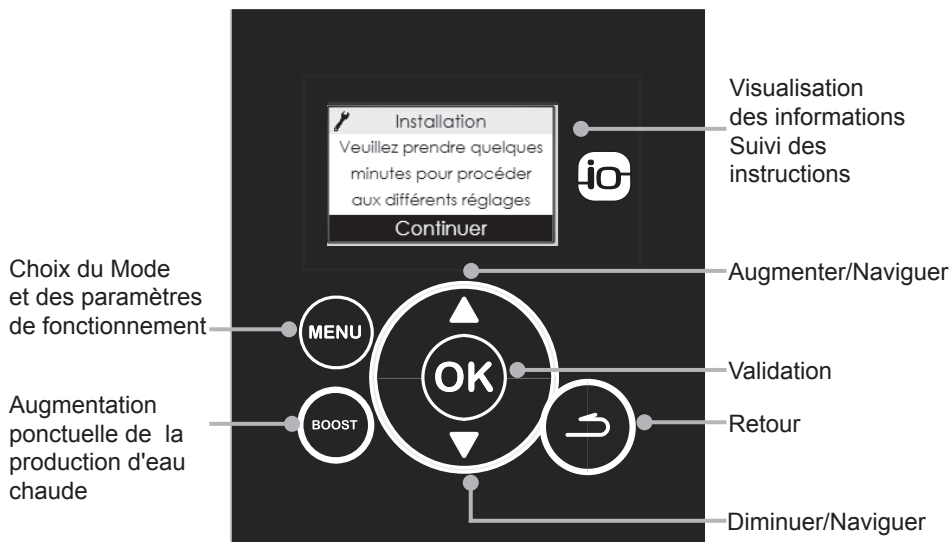 Installation
Veuillez prendre quelques
minutes pour procéder
aux différents réglages
Continuer
io
Visualisation
des informations
Suivi des
instructions
Augmenter/Naviguer
Choix du Mode
et des paramètres
de fonctionnement
MENU
OK
Validation
Augmentation
ponctuelle de  la
production d'eau
chaude
BOOST
Retour
Diminuer/Naviguer